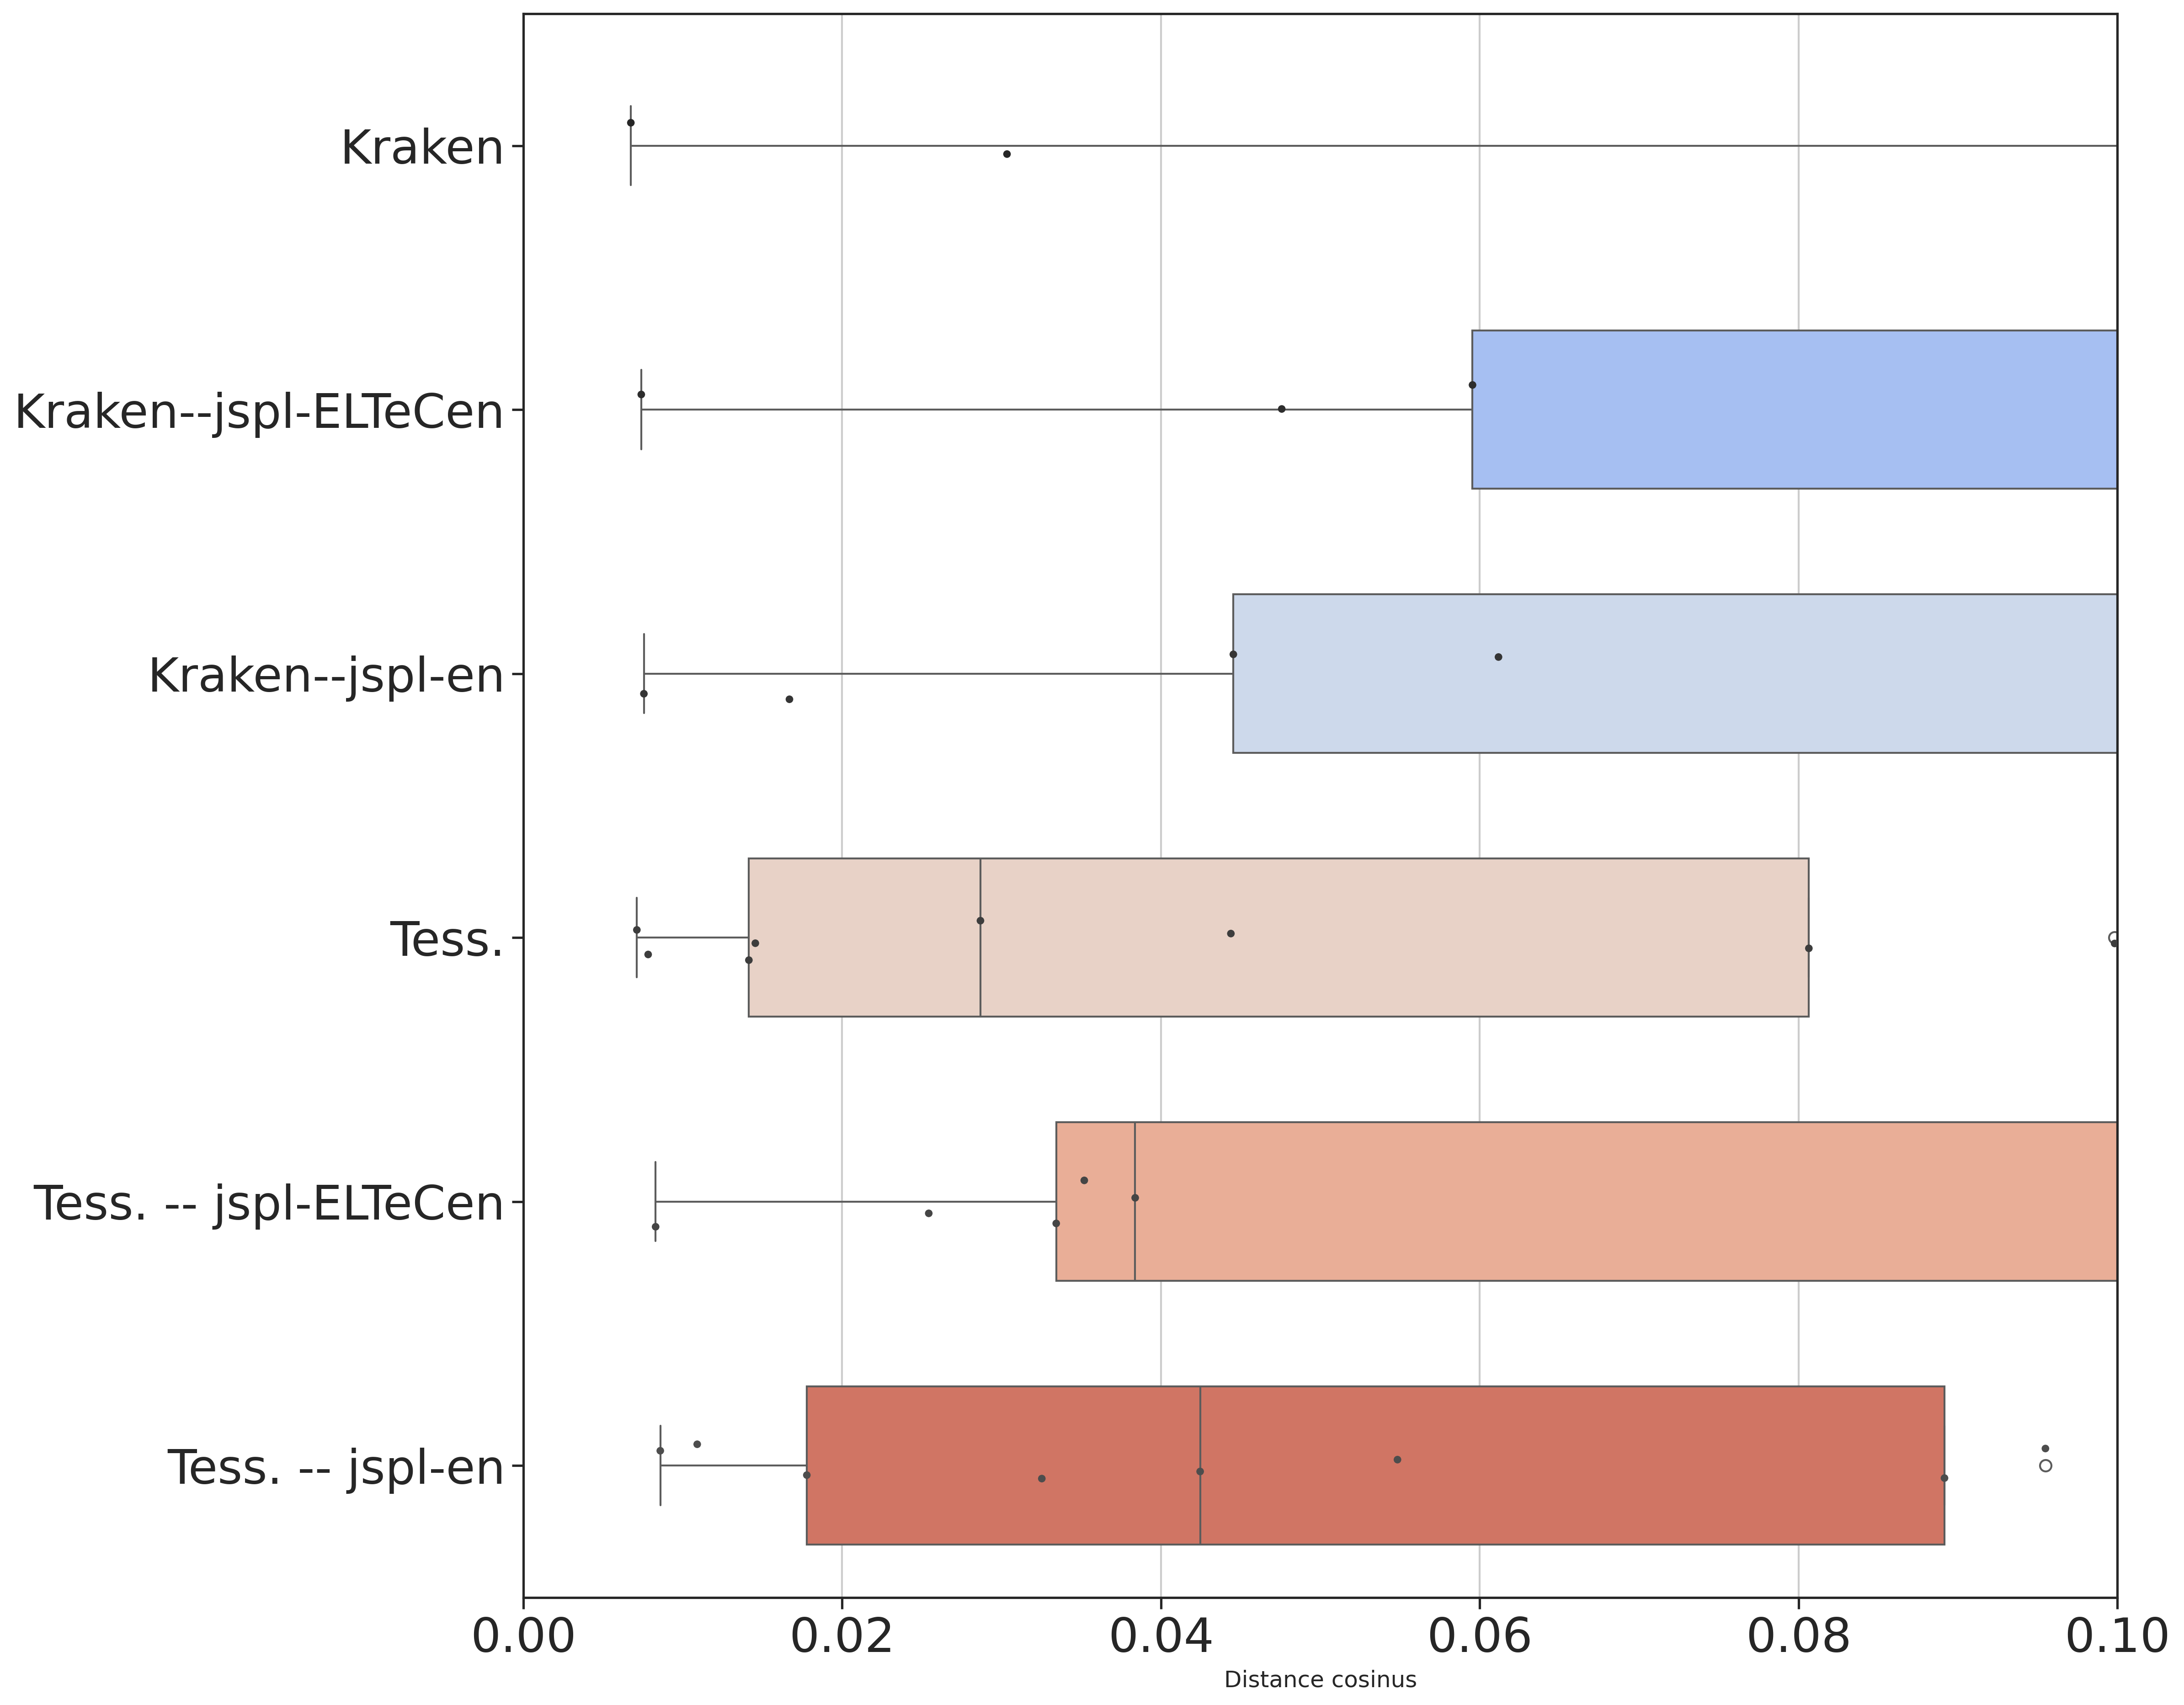 Kraken
Kraken--jspl-ELTeCen
Kraken--jspl-en
Tess.
Tess. -- jspl-ELTeCen
Tess. -- jspl-en
0.00 0.02 0.04 0.06 0.08 0.10
Distance cosinus